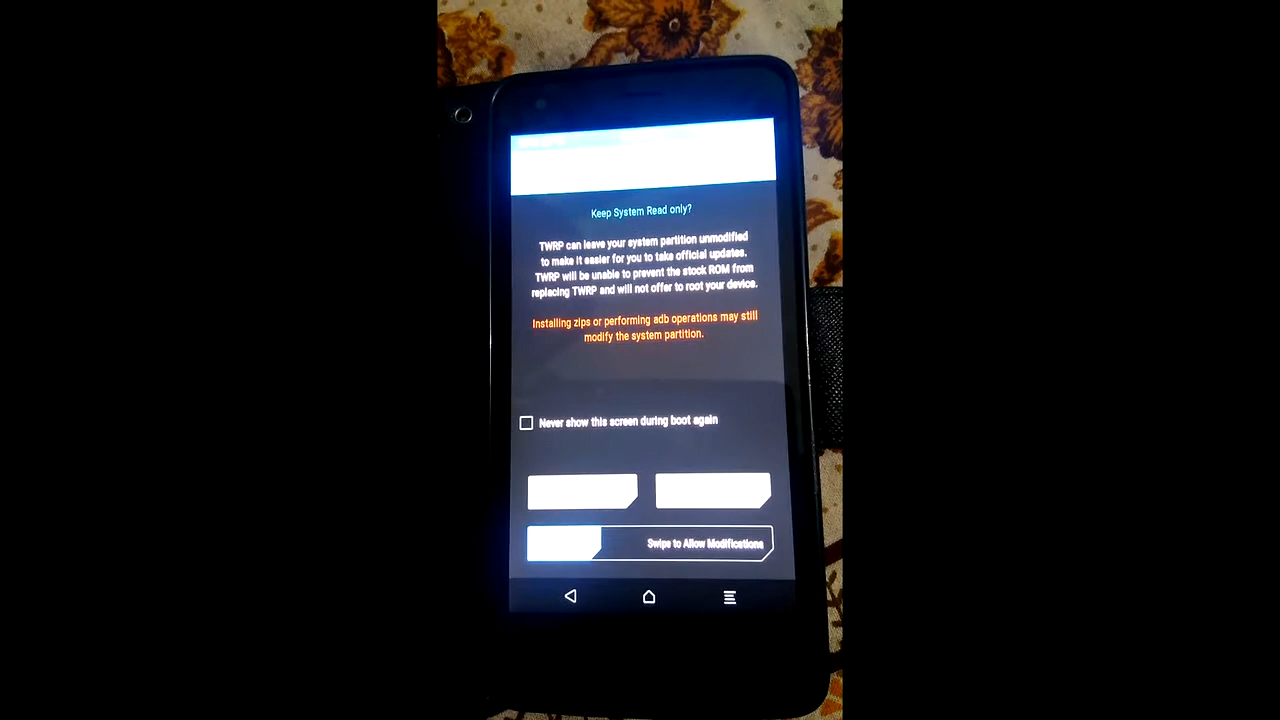 Keep System Read only?
TWRP can leave your system partition unmodified
to make it easier for you to take official updates.
TWRP will be unable to prevent the stock ROM from
replacing TWRP and will not offer to root your device.
Installing zips or performing adb operations may still
modify the system partition.
Never show this screen during boot again
Swipe to Allow Modifications